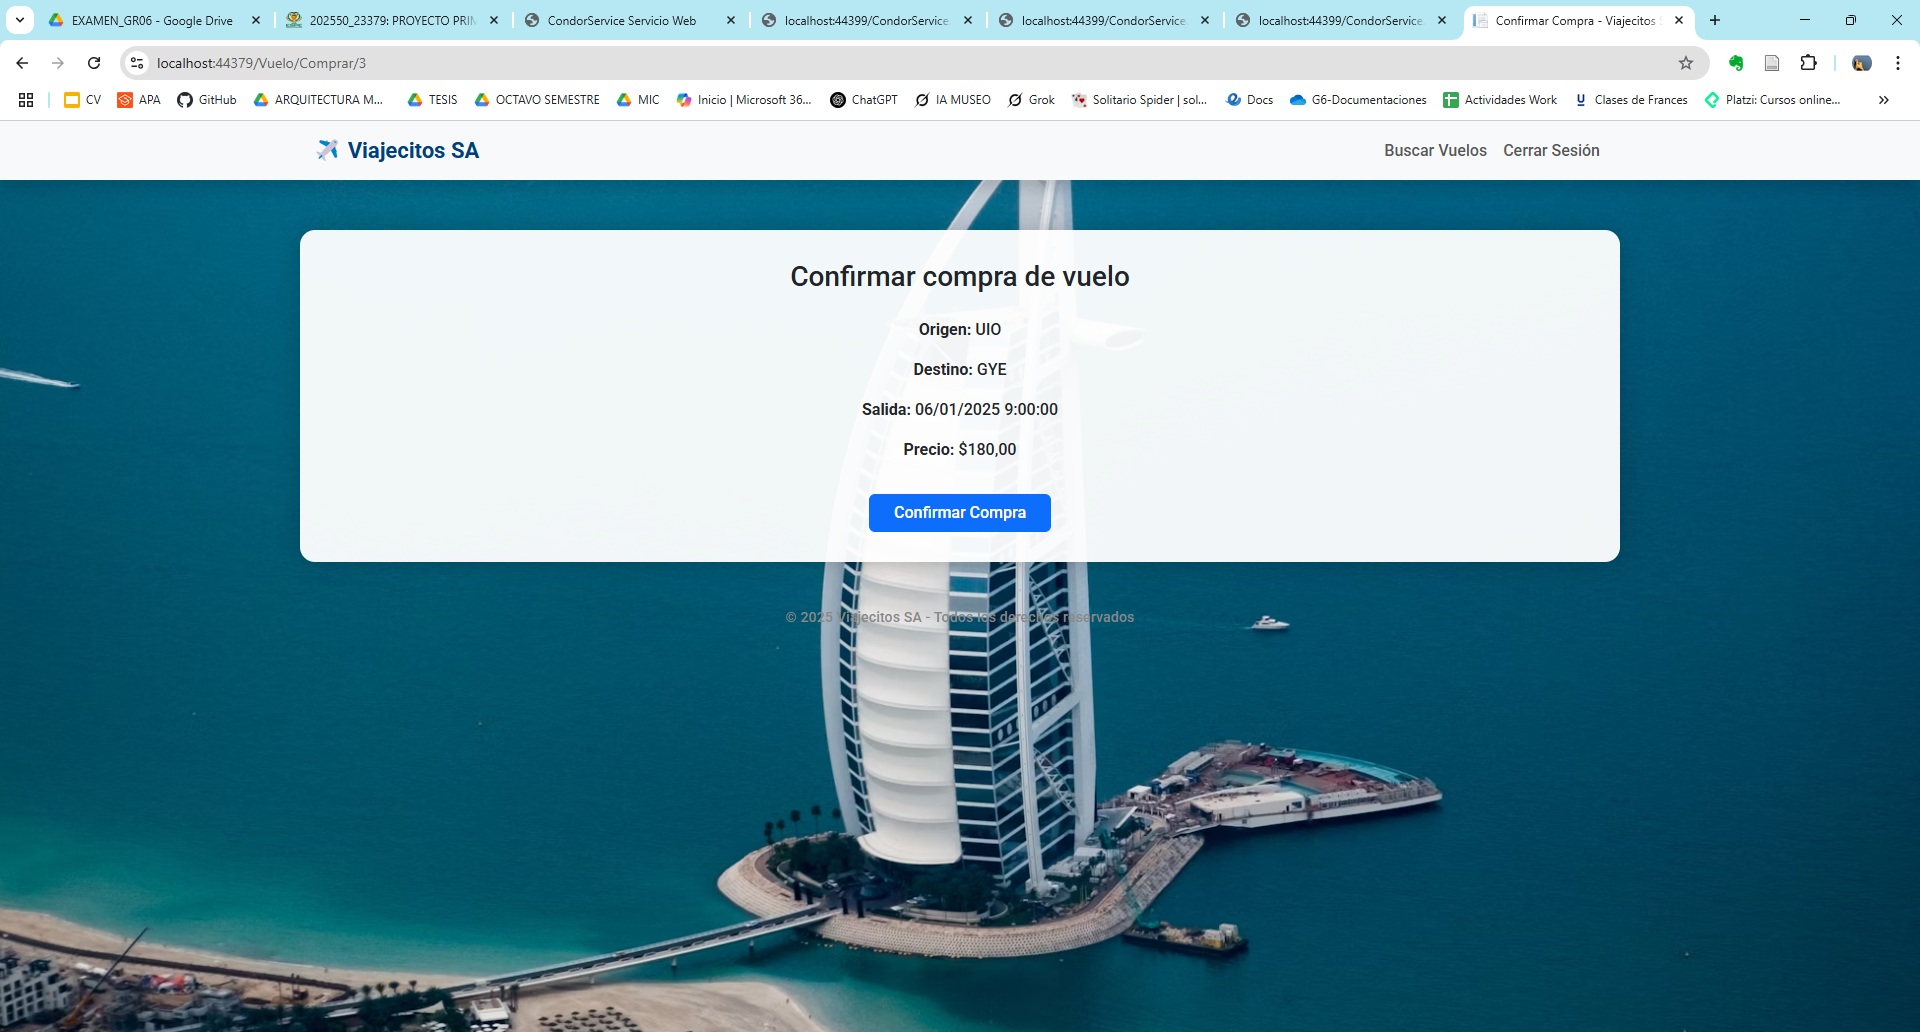 EXAMEN_GR06 - Google Drive
202550_23379: PROYECTO PRIM
CondorService Servicio Web
localhost:44399/CondorService
localhost:44399/CondorService
localhost:44399/CondorService
Confirmar Compra - Viajecitos
localhost:44379/Vuelo/Comprar/3
CV
APA
GitHub
ARQUITECTURA M...
TESIS
OCTAVO SEMESTRE
MIC
Inicio | Microsoft 36...
ChatGPT
IA MUSEO
Grok
Solitario Spider | sol...
Docs
G6-Documentaciones
Actividades Work
Clases de Frances
Platzi: Cursos online...
Viajecitos SA
Buscar Vuelos
Cerrar Sesión
Confirmar compra de vuelo
Origen: UIO
Destino: GYE
Salida: 06/01/2025 9:00:00
Precio: $180,00
Confirmar Compra
© 2025 Viajecitos SA - Todos los derechos reservados